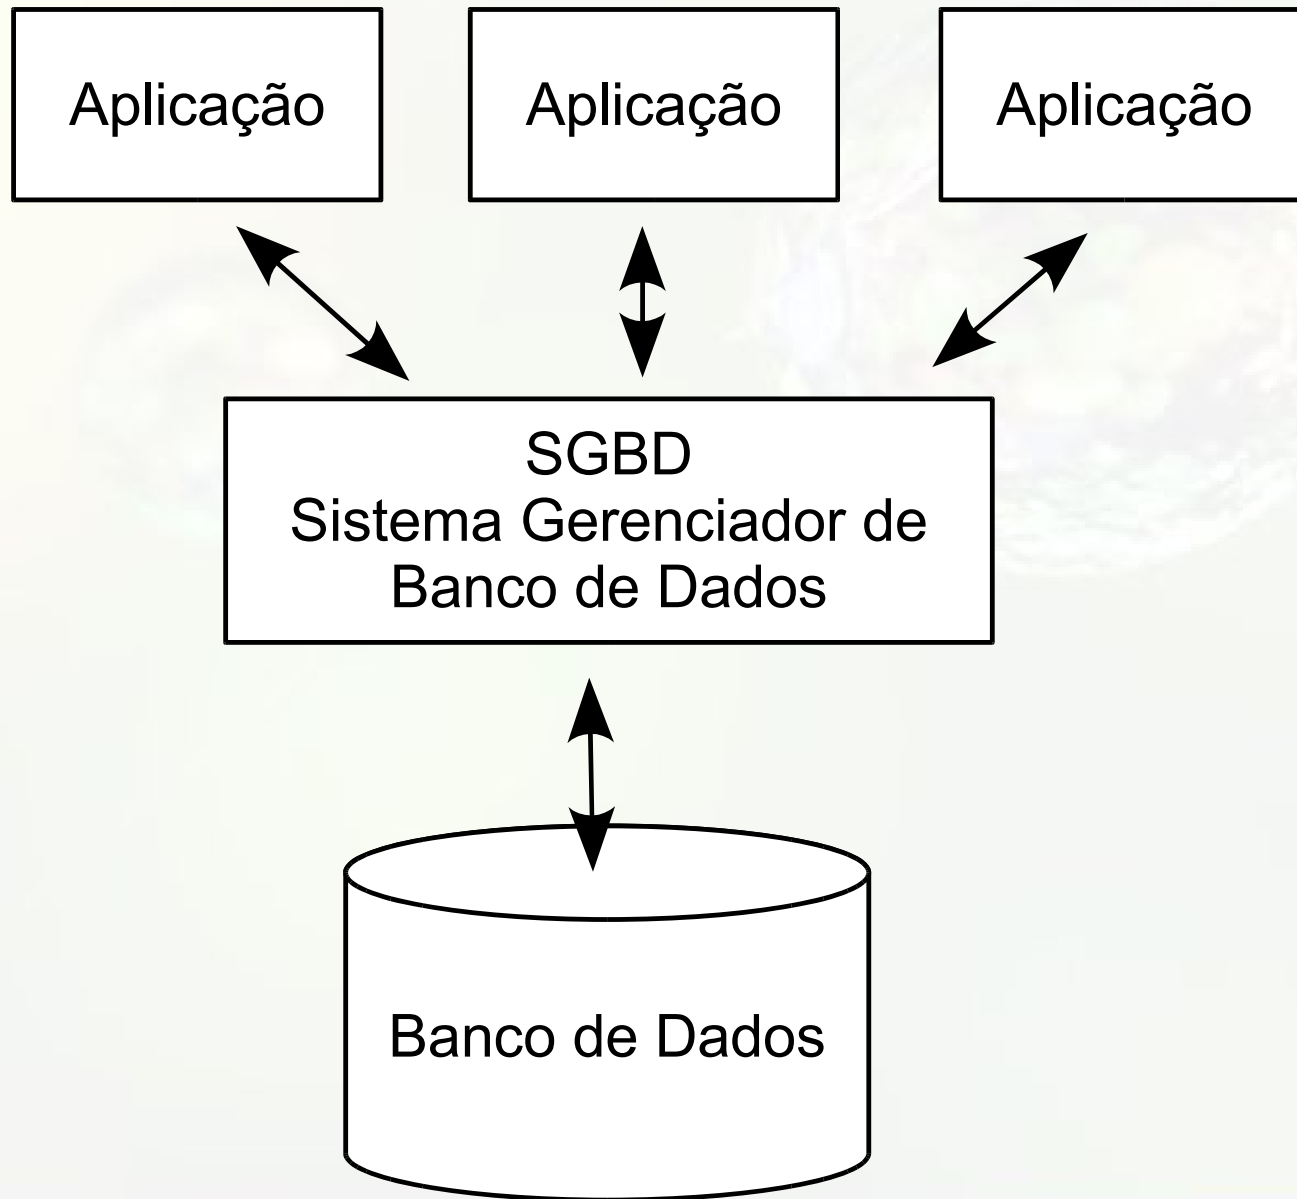 Aplicação
Aplicação
Aplicação
SGBD
Sistema Gerenciador de
Banco de Dados
Banco de Dados